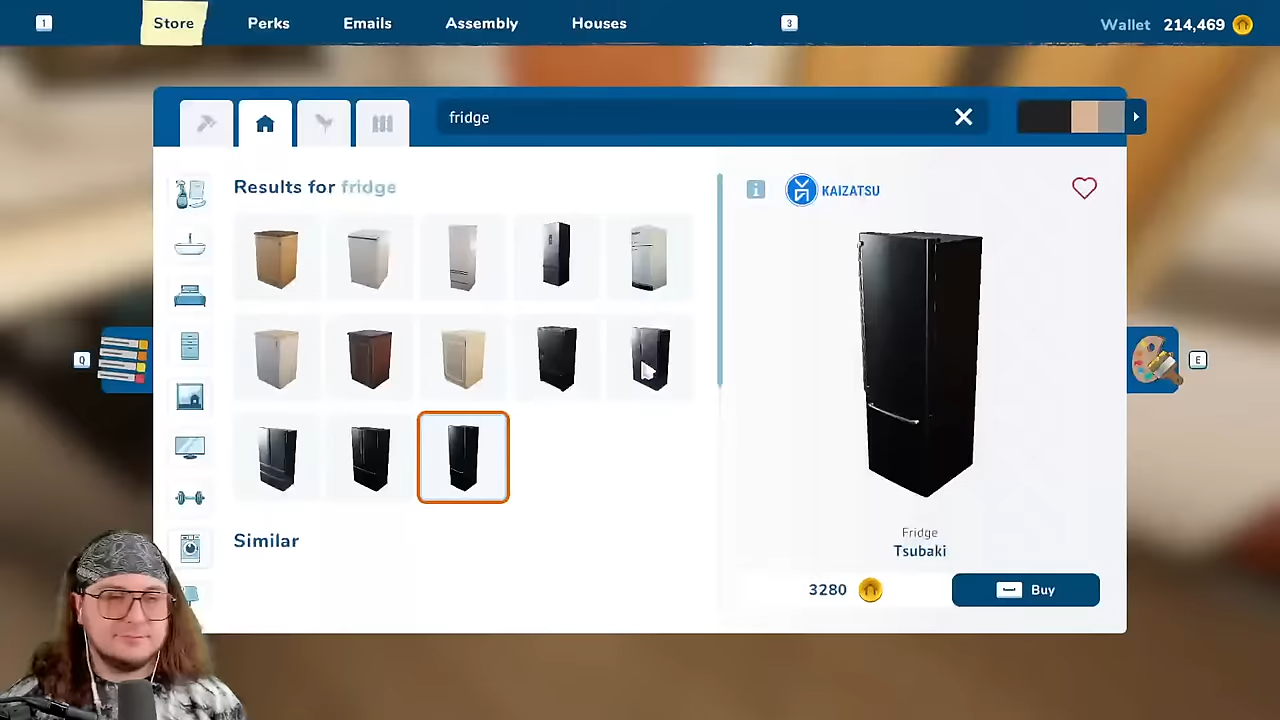 1 Store Perks Emails Assembly Houses 3 Wallet 214,469
fridge
Results for fridge
KAIZATSU
Q
E
Fridge
Tsubaki
3280 Buy
Similar